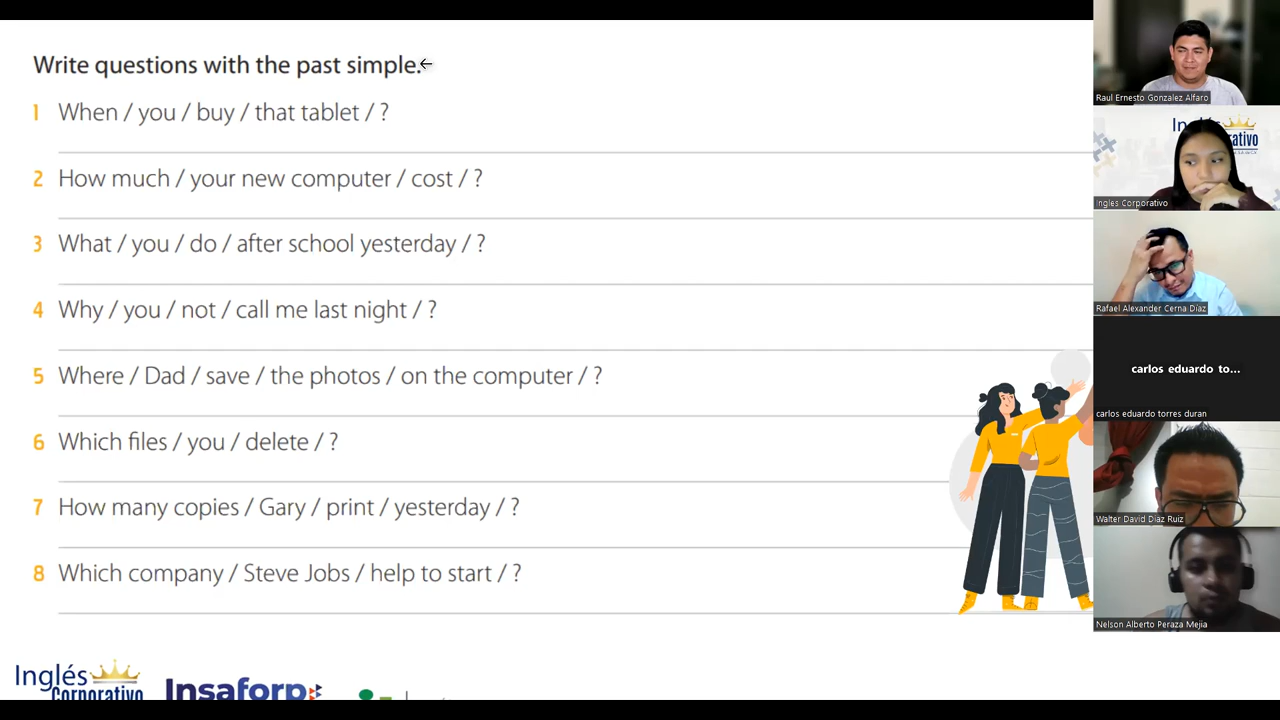 Write questions with the past simple.
1 When / you / buy / that tablet / ?
2 How much / your new computer / cost / ?
3 What / you / do / after school yesterday / ?
4 Why / you / not / call me last night / ?
5 Where / Dad / save / the photos / on the computer / ?
6 Which files / you / delete / ?
7 How many copies / Gary / print / yesterday / ?
8 Which company / Steve Jobs / help to start / ?
Inglés
Corporativo
Insaforp
Raul Ernesto Gonzalez Alfaro
Ingles Corporativo
Rafael Alexander Cerna Díaz
carlos eduardo to...
carlos eduardo torres duran
Walter David Díaz Ruiz
Nelson Alberto Peraza Mejia